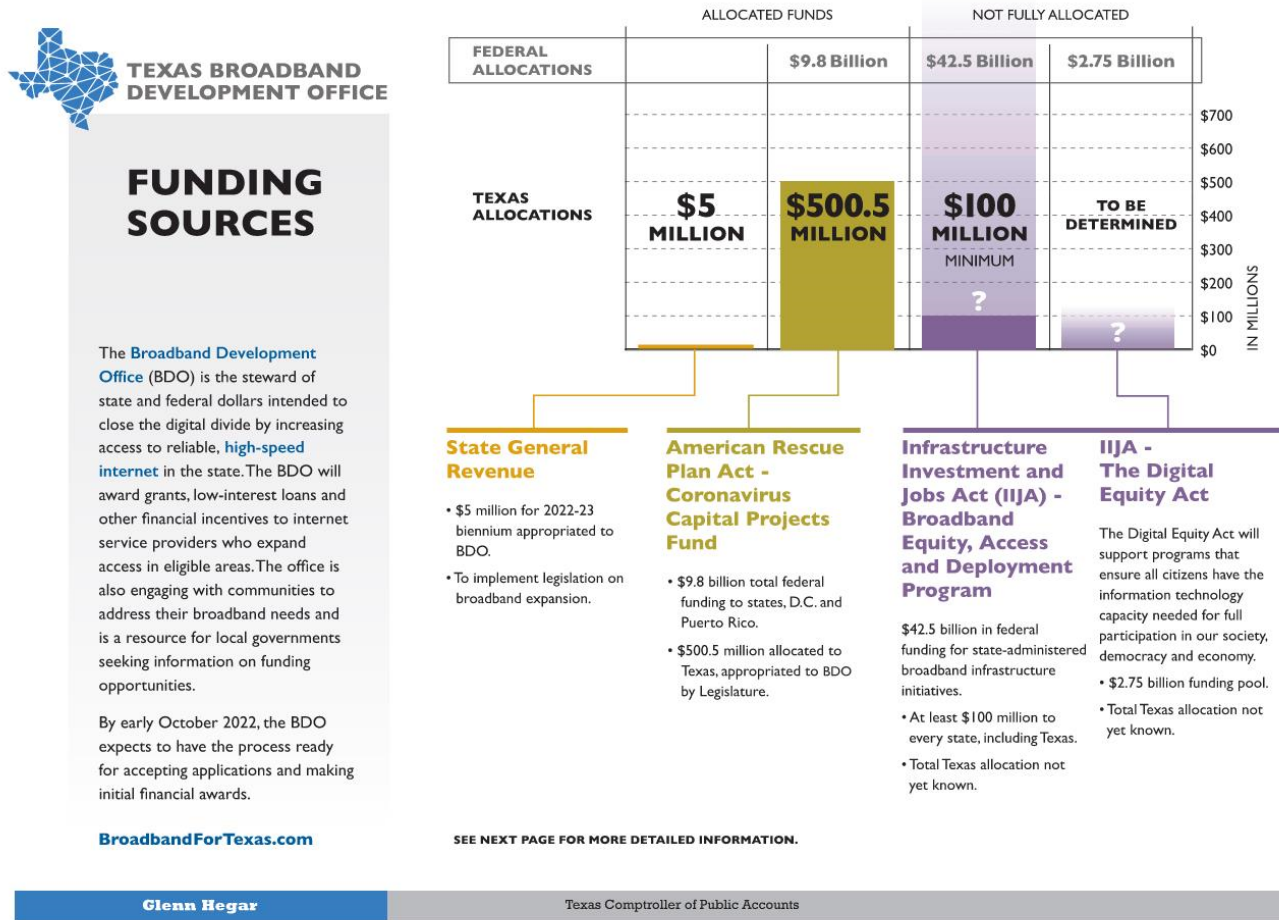 TEXAS BROADBAND
DEVELOPMENT OFFICE
FUNDING
SOURCES
The Broadband Development
Office (BDO) is the steward of
state and federal dollars intended to
close the digital divide by increasing
access to reliable, high-speed
internet in the state. The BDO will
award grants, low-interest loans and
other financial incentives to internet
service providers who expand
access in eligible areas. The office is
also engaging with communities to
address their broadband needs and
is a resource for local governments
seeking information on funding
opportunities.
By early October 2022, the BDO
expects to have the process ready
for accepting applications and making
initial financial awards.
BroadbandForTexas.com
ALLOCATED FUNDS
NOT FULLY ALLOCATED
FEDERAL
ALLOCATIONS
$9.8 Billion
$42.5 Billion
$2.75 Billion
TEXAS
ALLOCATIONS
$5
MILLION
$500.5
MILLION
$100
MILLION
MINIMUM
?
TO BE
DETERMINED
?
$700
$600
$500
$400
$300
$200
$100
$0
IN MILLIONS
State General
Revenue
• $5 million for 2022-23
biennium appropriated to
BDO.
• To implement legislation on
broadband expansion.
American Rescue
Plan Act -
Coronavirus
Capital Projects
Fund
• $9.8 billion total federal
funding to states, D.C. and
Puerto Rico.
• $500.5 million allocated to
Texas, appropriated to BDO
by Legislature.
Infrastructure
Investment and
Jobs Act (IIJA) -
Broadband
Equity, Access
and Deployment
Program
$42.5 billion in federal
funding for state-administered
broadband infrastructure
initiatives.
• At least $100 million to
every state, including Texas.
• Total Texas allocation not
yet known.
IIJA -
The Digital
Equity Act
The Digital Equity Act will
support programs that
ensure all citizens have the
information technology
capacity needed for full
participation in our society,
democracy and economy.
• $2.75 billion funding pool.
• Total Texas allocation not
yet known.
SEE NEXT PAGE FOR MORE DETAILED INFORMATION.
Glenn Hegar
Texas Comptroller of Public Accounts